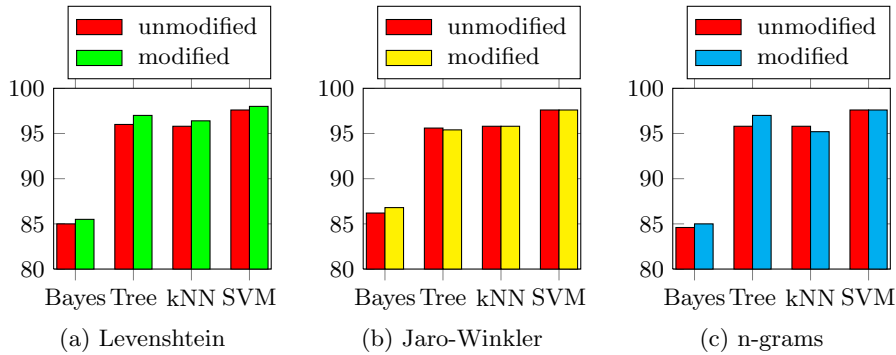 unmodified
modified
100
95
90
85
80
Bayes Tree kNN SVM
(a) Levenshtein
unmodified
modified
100
95
90
85
80
Bayes Tree kNN SVM
(b) Jaro-Winkler
unmodified
modified
100
95
90
85
80
Bayes Tree kNN SVM
(c) n-grams